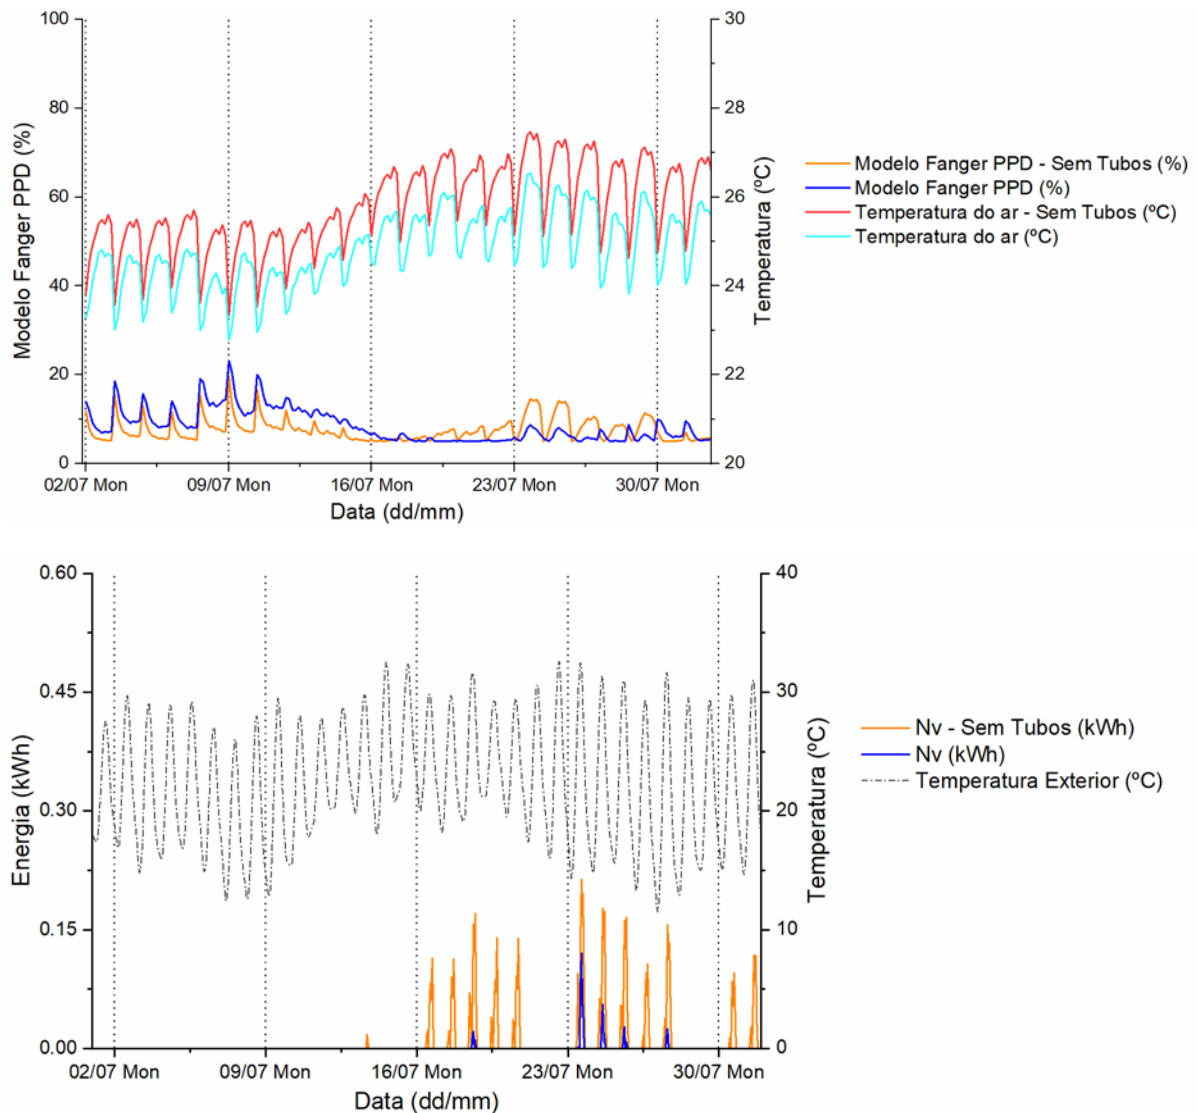 100
80
60
40
20
0
Modelo Fanger PPD (%)
30
28
26
24
22
20
Temperatura (ºC)
02/07 Mon
09/07 Mon
16/07 Mon
23/07 Mon
30/07 Mon
Data (dd/mm)
Modelo Fanger PPD - Sem Tubos (%)
Modelo Fanger PPD (%)
Temperatura do ar - Sem Tubos (ºC)
Temperatura do ar (ºC)
0.60
0.45
0.30
0.15
0.00
Energia (kWh)
40
30
20
10
0
Temperatura (ºC)
02/07 Mon
09/07 Mon
16/07 Mon
23/07 Mon
30/07 Mon
Data (dd/mm)
Nv - Sem Tubos (kWh)
Nv (kWh)
Temperatura Exterior (ºC)